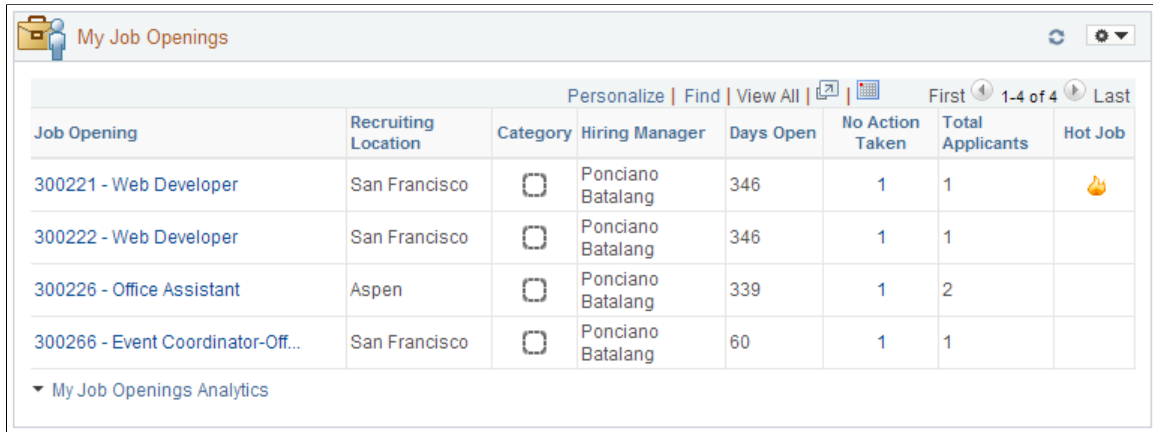 My Job Openings
Personalize | Find | View All | | First 1-4 of 4 Last
Job Opening Recruiting Location Category Hiring Manager Days Open No Action Taken Total Applicants Hot Job
300221 - Web Developer San Francisco Ponciano Batalang 346 1 1
300222 - Web Developer San Francisco Ponciano Batalang 346 1 1
300226 - Office Assistant Aspen Ponciano Batalang 339 1 2
300266 - Event Coordinator-Off... San Francisco Ponciano Batalang 60 1 1
My Job Openings Analytics